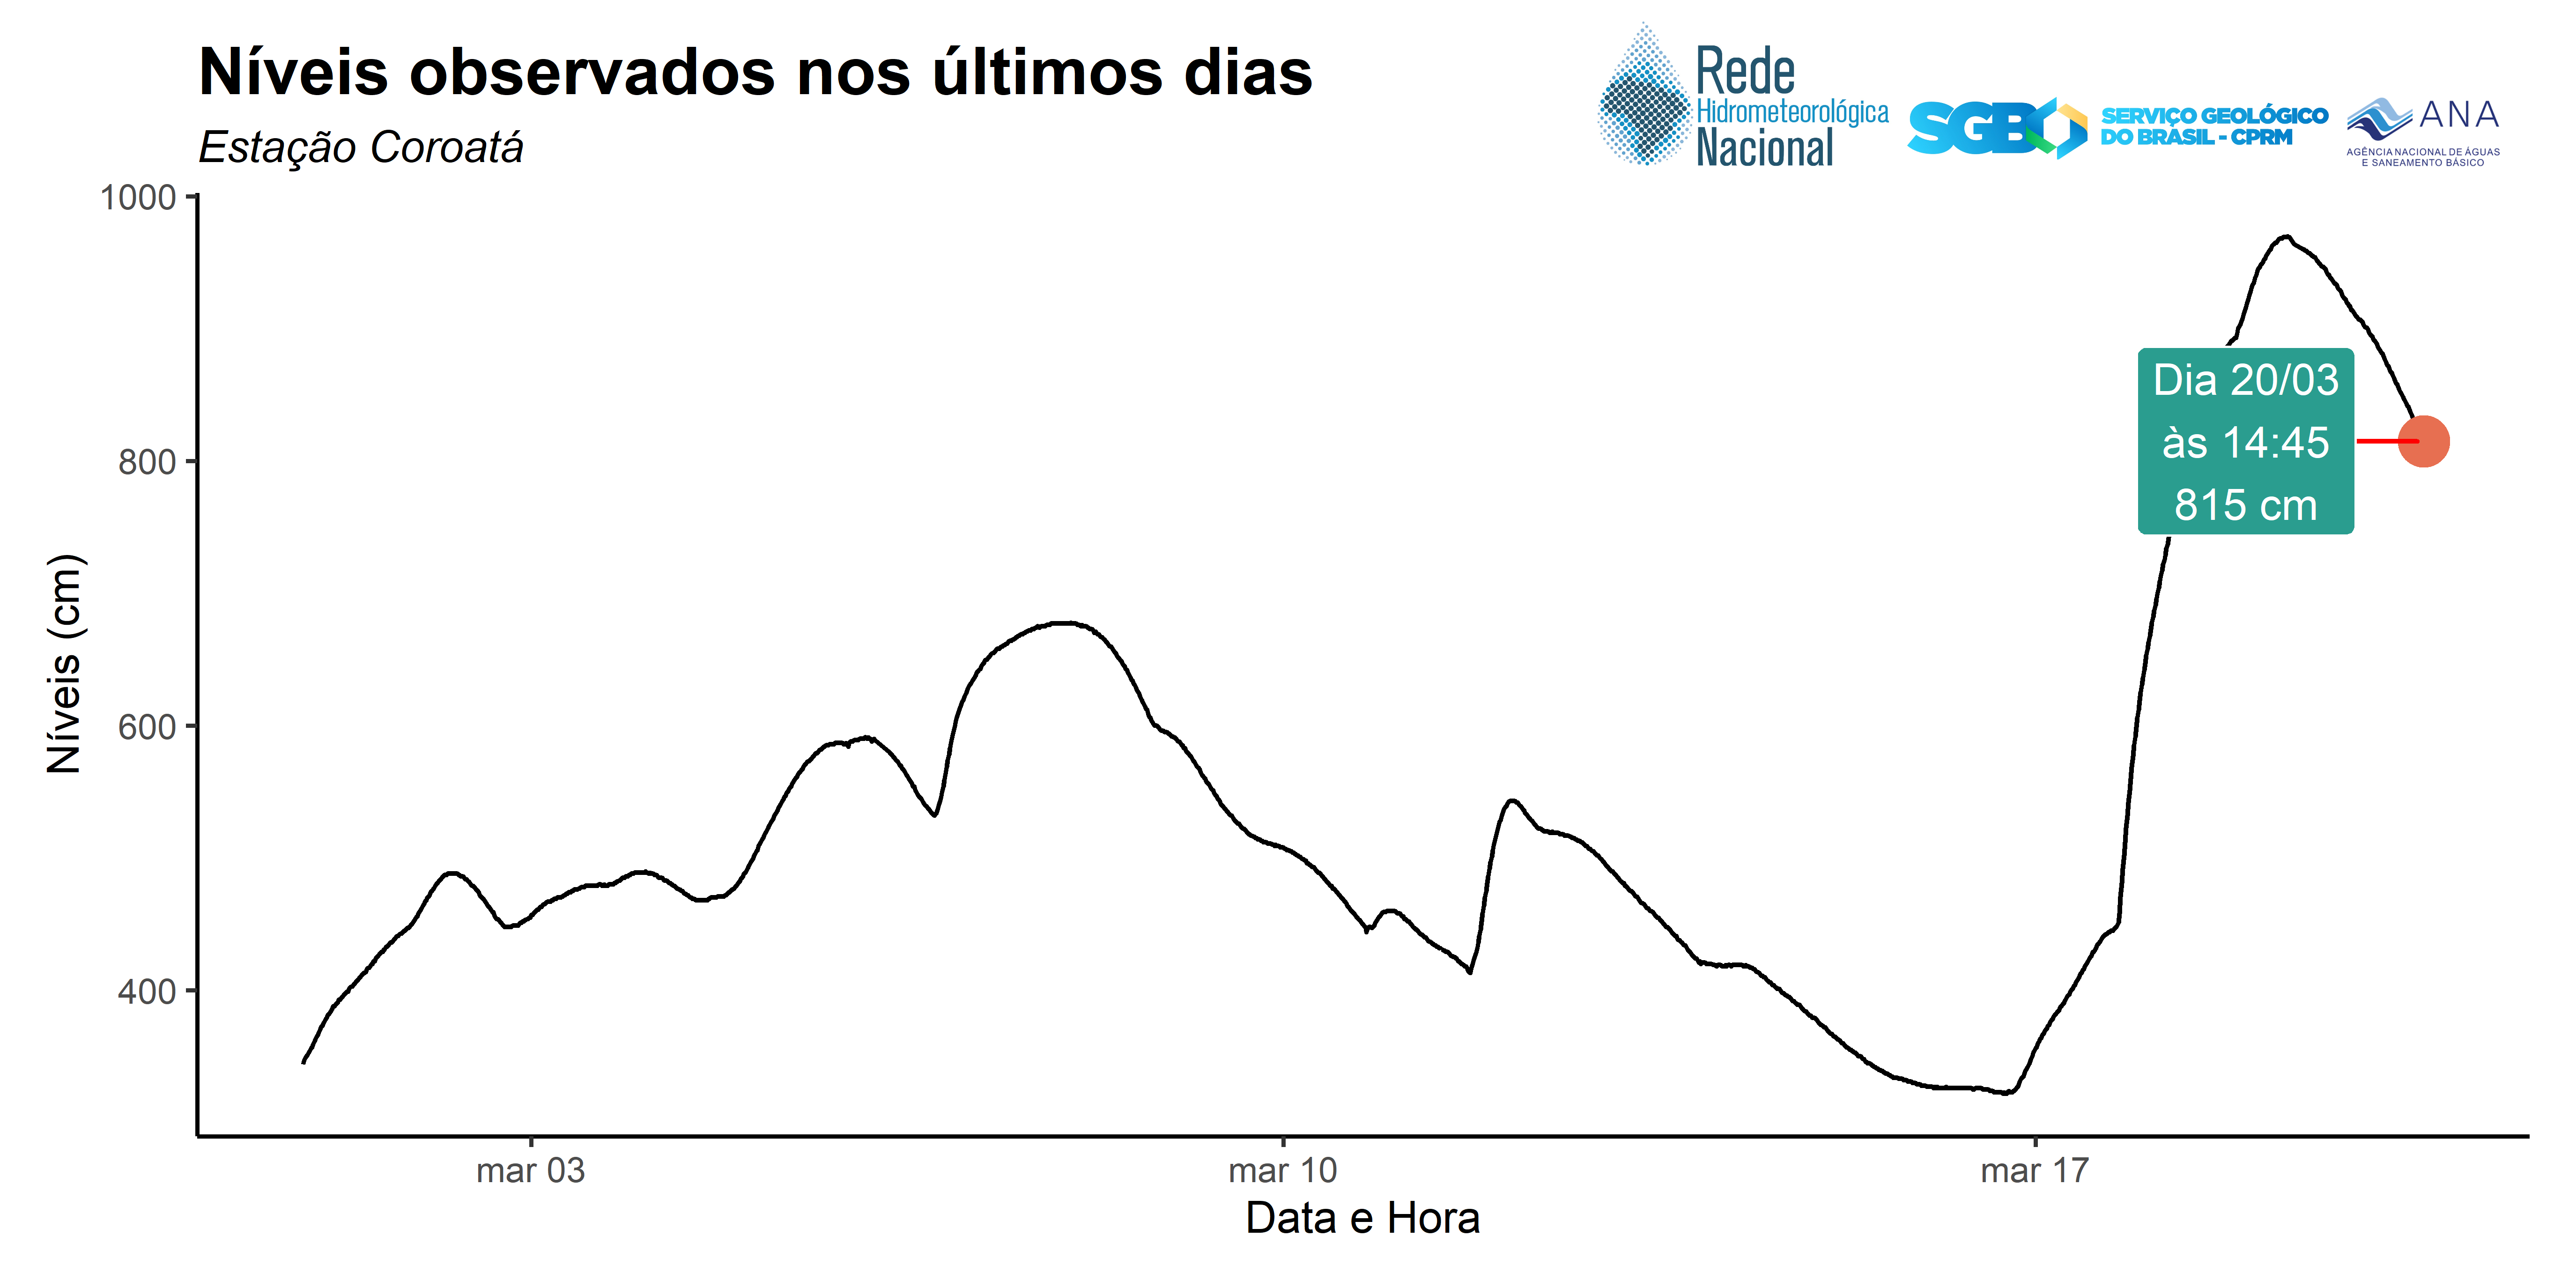 Níveis observados nos últimos dias
Estação Coroatá
Rede
Hidrometeorológica
Nacional
SGB
SERVIÇO GEOLÓGICO
DO BRASIL - CPRM
ANA
AGÊNCIA NACIONAL DE ÁGUAS
E SANEAMENTO BÁSICO
Níveis (cm)
1000
800
600
400
Dia 20/03
às 14:45
815 cm
mar 03
mar 10
mar 17
Data e Hora